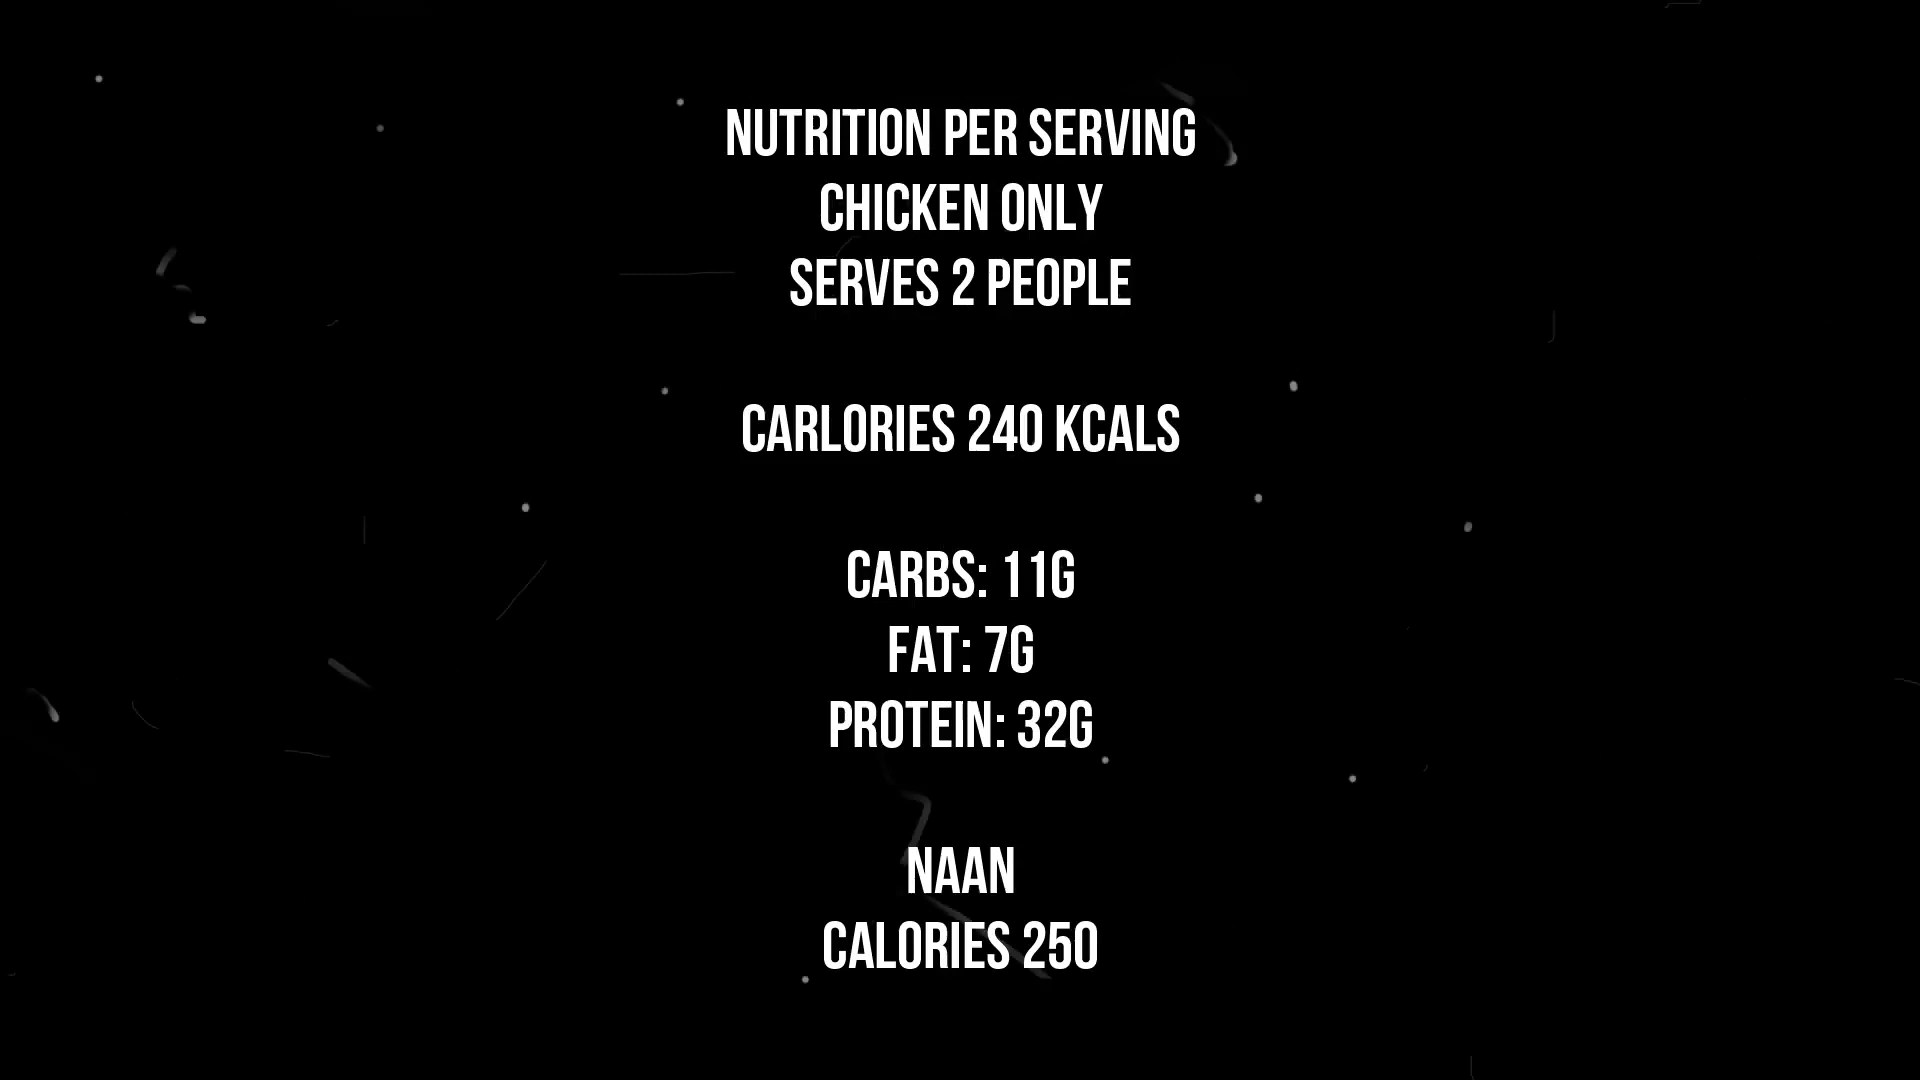 NUTRITION PER SERVING
CHICKEN ONLY
SERVES 2 PEOPLE
CARLORIES 240 KCALS
CARBS: 11G
FAT: 7G
PROTEIN: 32G
NAAN
CALORIES 250